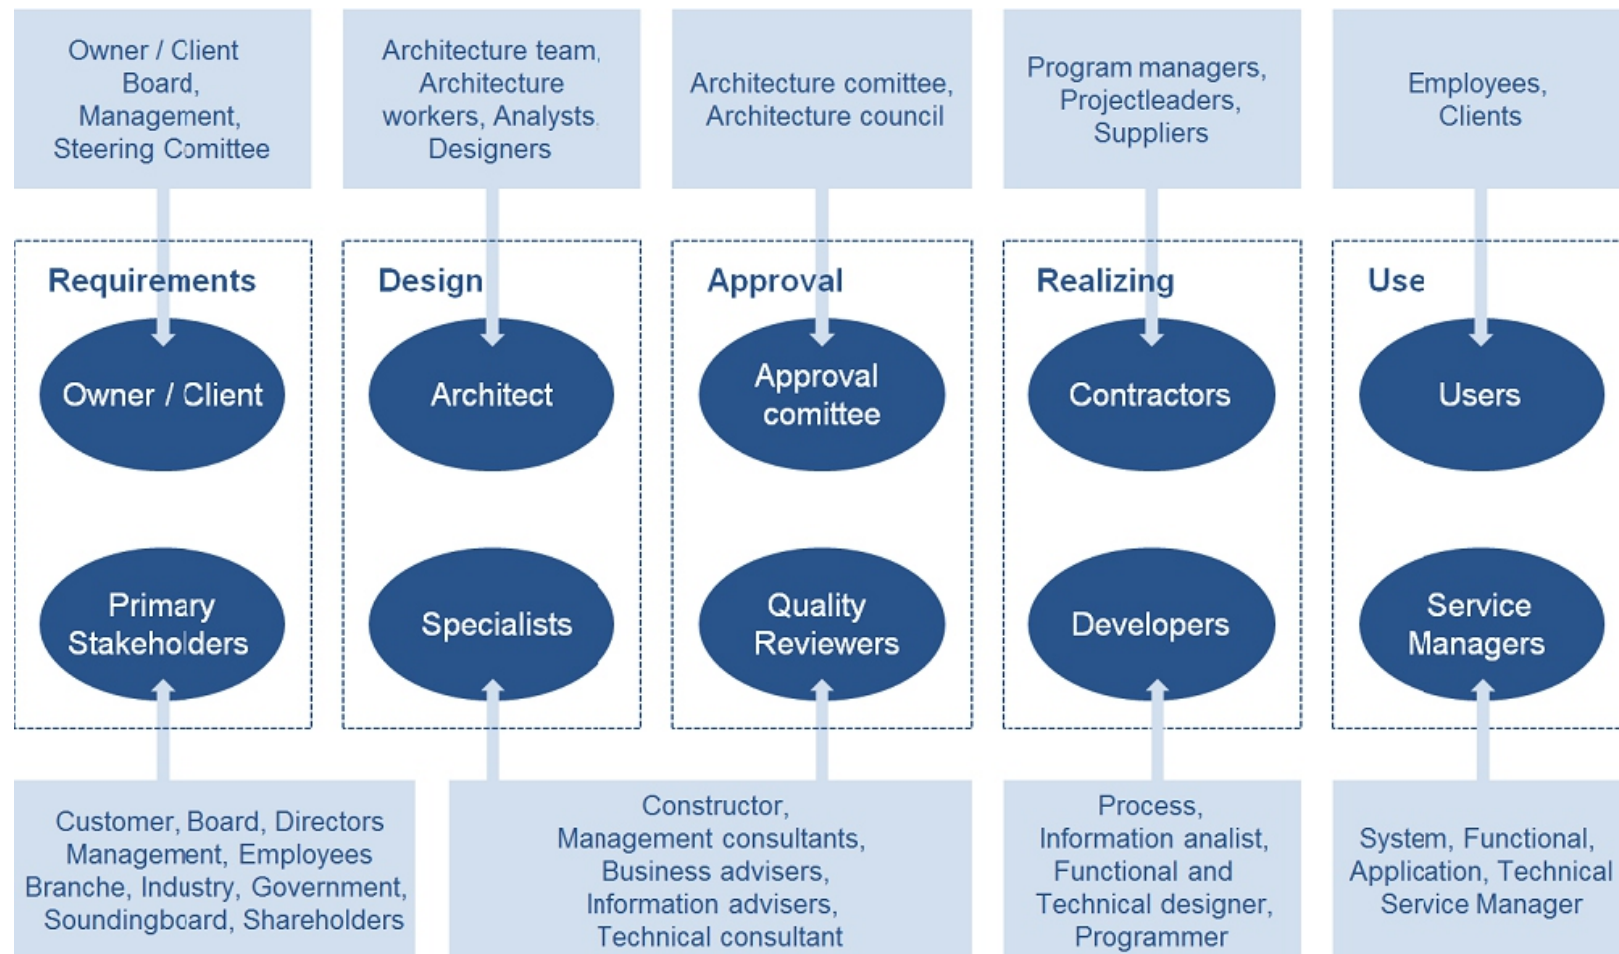 Owner / Client
Board,
Management,
Steering Comittee
Architecture team,
Architecture
workers, Analysts,
Designers
Architecture comittee,
Architecture council
Program managers,
Projectleaders,
Suppliers
Employees,
Clients
Requirements
Design
Approval
Realizing
Use
Owner / Client
Architect
Approval
comittee
Contractors
Users
Primary
Stakeholders
Specialists
Quality
Reviewers
Developers
Service
Managers
Customer, Board, Directors
Management, Employees
Branche, Industry, Government,
Soundingboard, Shareholders
Constructor,
Management consultants,
Business advisers,
Information advisers,
Technical consultant
Process,
Information analist,
Functional and
Technical designer,
Programmer
System, Functional,
Application, Technical
Service Manager